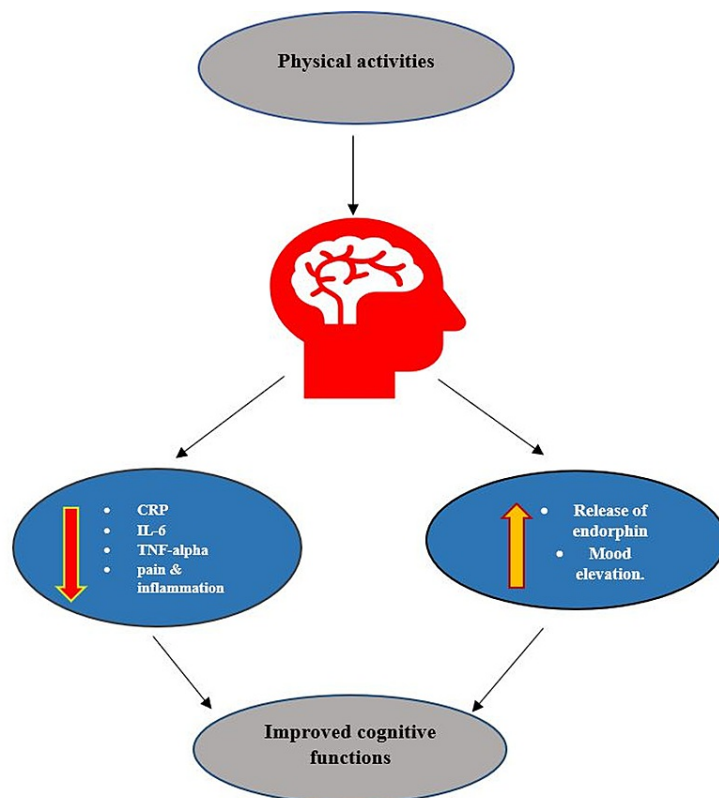 Physical activities
• CRP
• IL-6
• TNF-alpha
• pain &
inflammation
• Release of
endorphin
• Mood
elevation.
Improved cognitive
functions